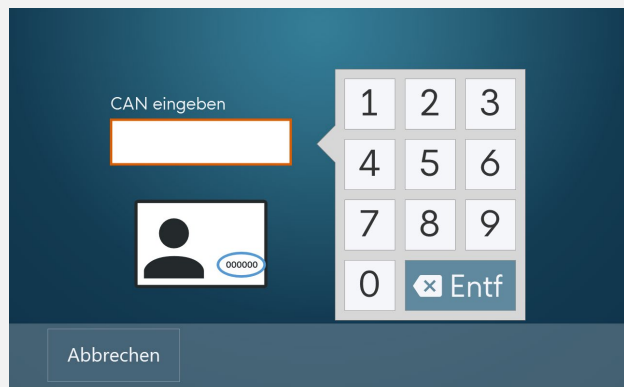 CAN eingeben
1 2 3
4 5 6
7 8 9
000000
0 Entf
Abbrechen